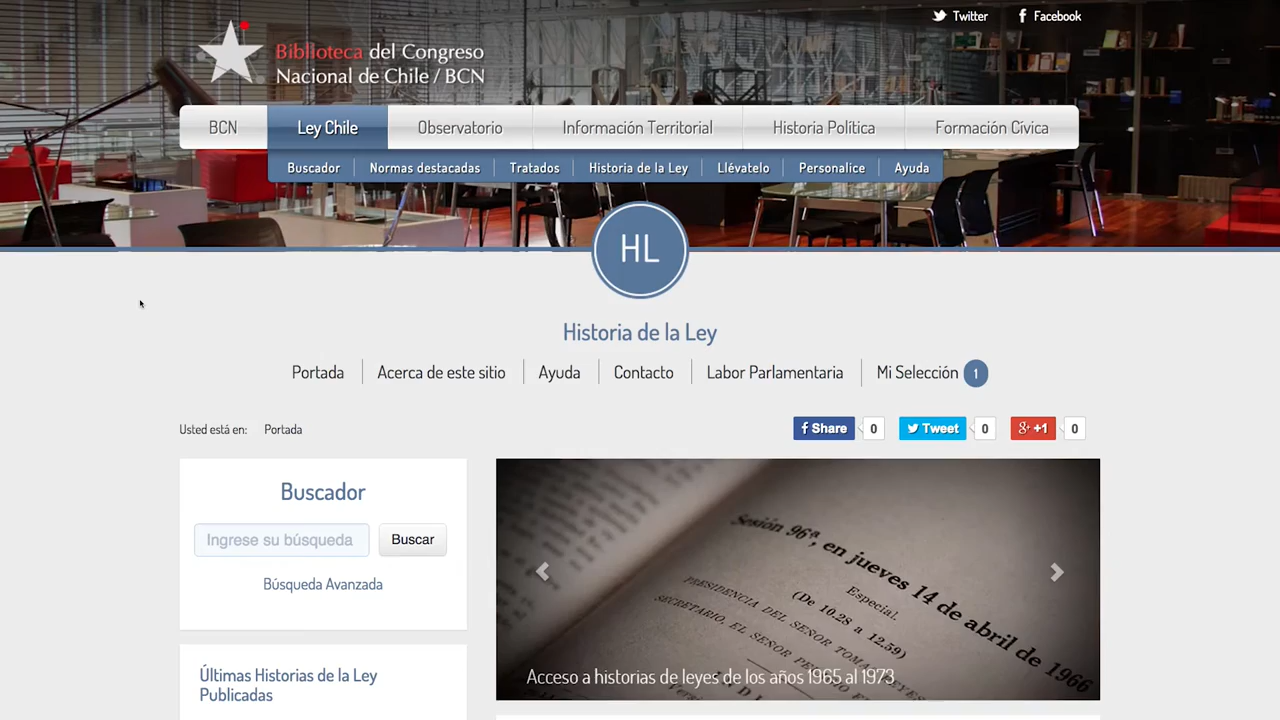 Twitter
Facebook
Biblioteca del Congreso
Nacional de Chile / BCN
BCN
Ley Chile
Observatorio
Información Territorial
Historia Política
Formación Cívica
Buscador
Normas destacadas
Tratados
Historia de la Ley
Llévatelo
Personalice
Ayuda
HL
Historia de la Ley
Portada
Acerca de este sitio
Ayuda
Contacto
Labor Parlamentaria
Mi Selección 1
Usted está en: Portada
Share 0
Tweet 0
+1 0
Buscador
Ingrese su búsqueda
Buscar
Búsqueda Avanzada
Últimas Historias de la Ley
Publicadas
Sesión 96ª, en jueves 14 de abril de 1966
Especial.
(De 10.28 a 12.59)
PRESIDENCIA DEL SEÑOR TOMA
SECRETARIO, EL SEÑOR
Acceso a historias de leyes de los años 1965 al 1973